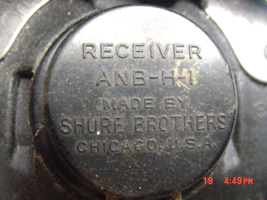 RECEIVER
ANB-H-1
MADE BY
SHURE BROTHERS
CHICAGO, U.S.A.
19 4:49PM